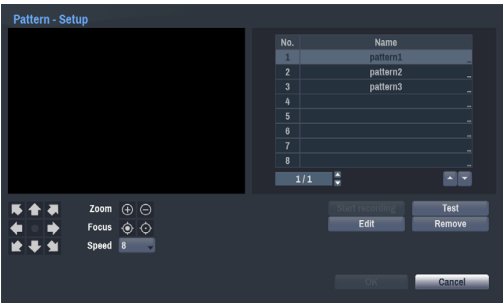 Pattern - Setup
No. Name
1 pattern1 ...
2 pattern2 ...
3 pattern3 ...
4 ...
5 ...
6 ...
7 ...
8 ...
1 / 1
Zoom
Focus
Speed 8
Start recording Test
Edit Remove
OK Cancel